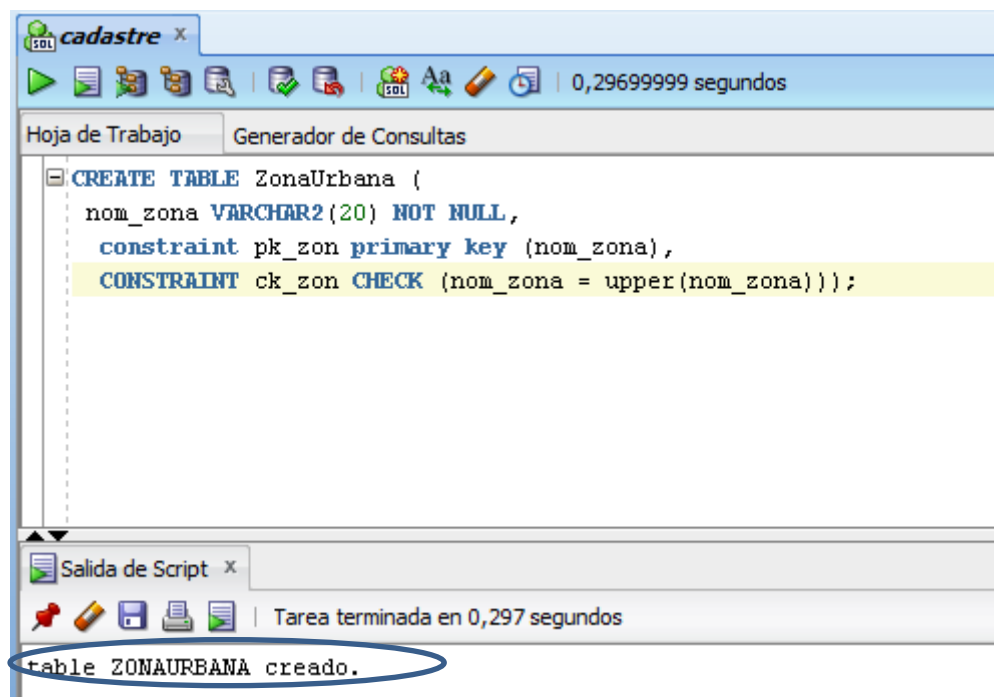 cadastre
0,29699999 segundos
Hoja de Trabajo Generador de Consultas
CREATE TABLE ZonaUrbana (
nom_zona VARCHAR2(20) NOT NULL,
constraint pk_zon primary key (nom_zona),
CONSTRAINT ck_zon CHECK (nom_zona = upper(nom_zona)));
Salida de Script
Tarea terminada en 0,297 segundos
table ZONAURBANA creado.